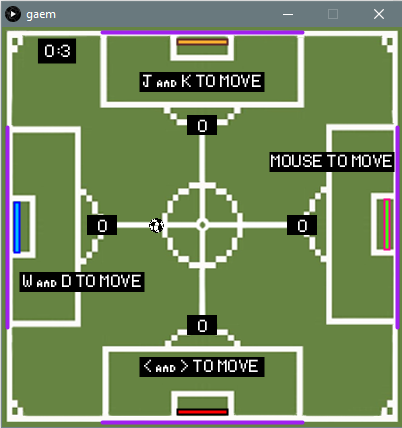 gaem
0:3
J AND K TO MOVE
0
MOUSE TO MOVE
0
0
W AND D TO MOVE
0
< AND > TO MOVE